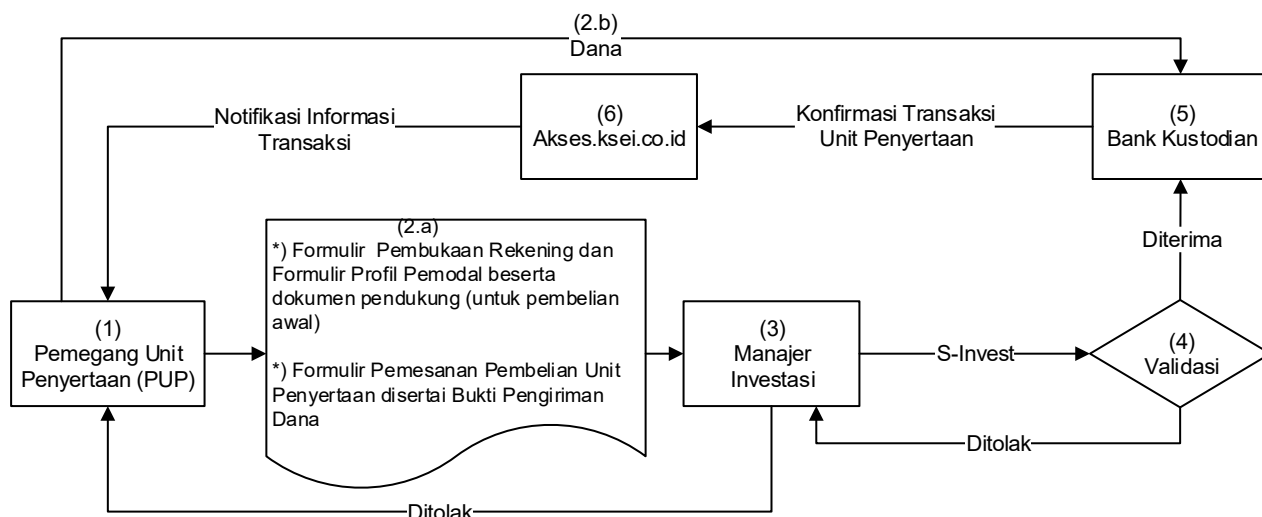 (2.b)
Dana
Notifikasi Informasi
Transaksi
(6)
Akses.ksei.co.id
Konfirmasi Transaksi
Unit Penyertaan
(5)
Bank Kustodian
(2.a)
*) Formulir Pembukaan Rekening dan
Formulir Profil Pemodal beserta
dokumen pendukung (untuk pembelian
awal)
*) Formulir Pemesanan Pembelian Unit
Penyertaan disertai Bukti Pengiriman
Dana
Diterima
(1)
Pemegang Unit
Penyertaan (PUP)
(3)
Manajer
Investasi
S-Invest
(4)
Validasi
Ditolak
Ditolak